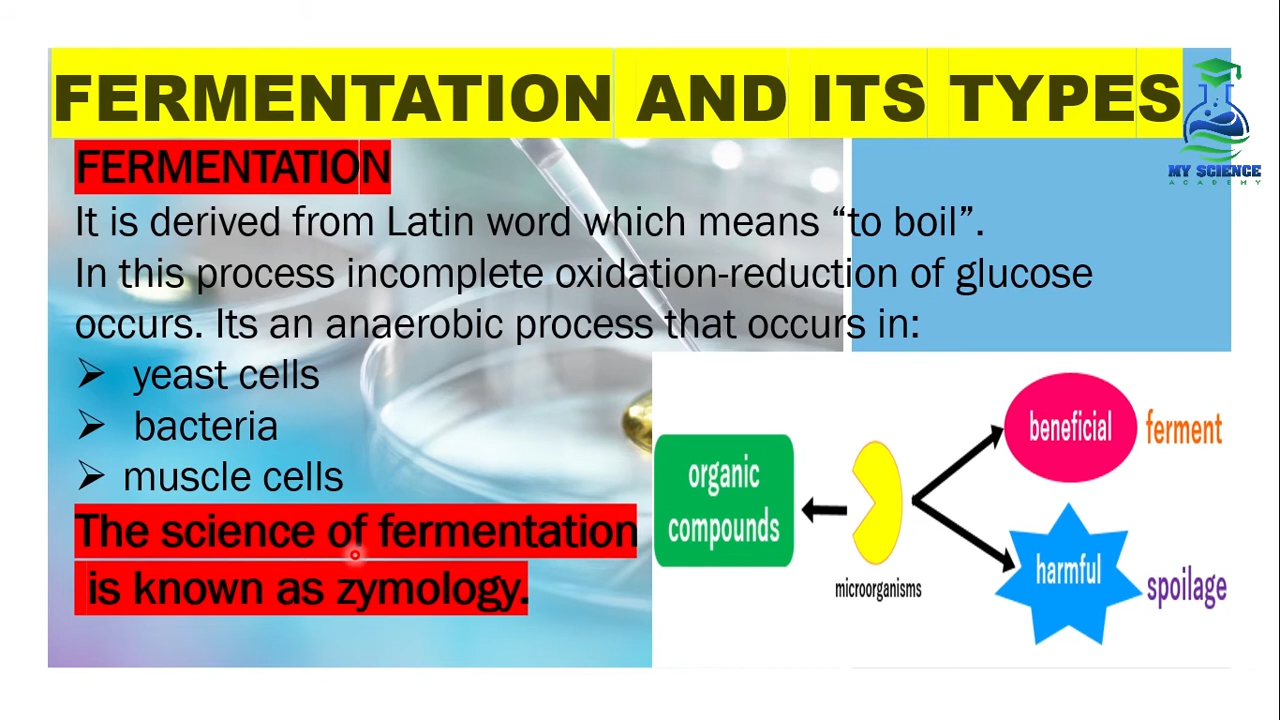 FERMENTATION AND ITS TYPES
MY SCIENCE
ACADEMY
FERMENTATION
It is derived from Latin word which means “to boil”.
In this process incomplete oxidation-reduction of glucose
occurs. Its an anaerobic process that occurs in:
➢ yeast cells
➢ bacteria
➢ muscle cells
The science of fermentation
is known as zymology.
organic
compounds
microorganisms
beneficial
ferment
harmful
spoilage